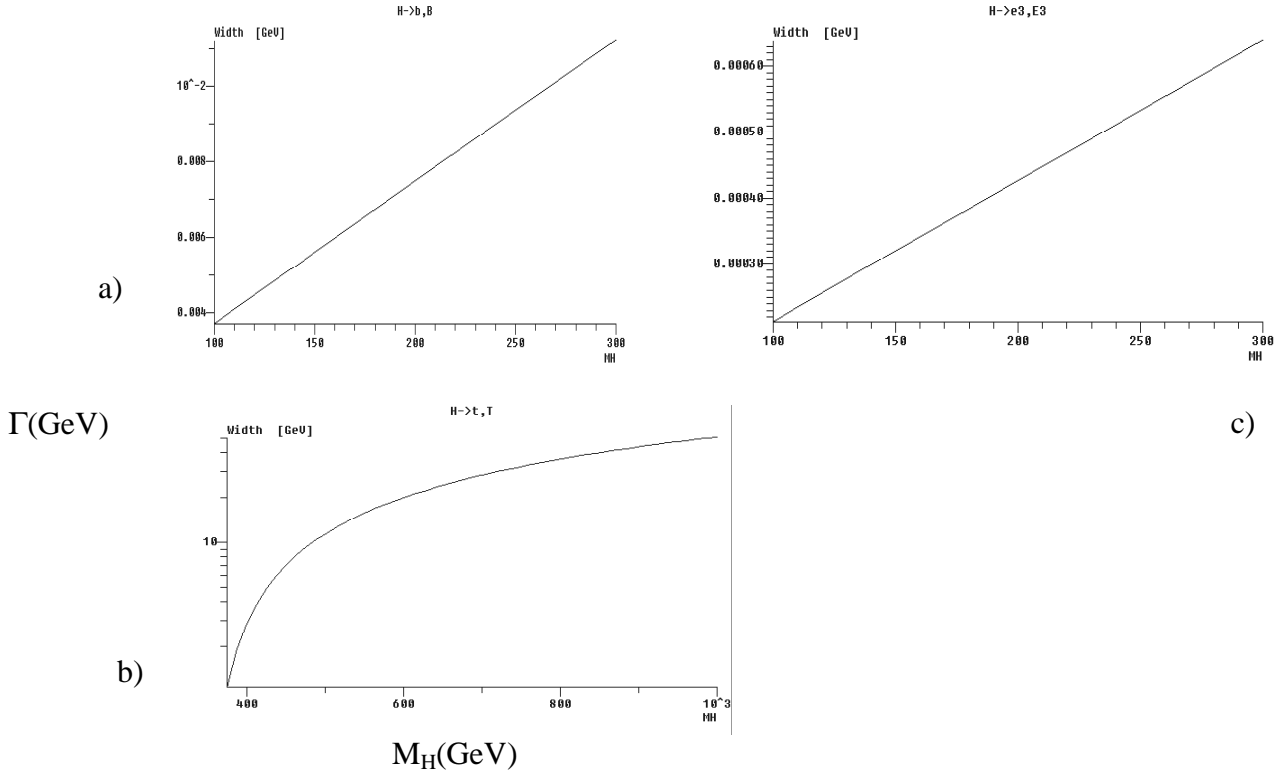 H->b,B
Width [GeV]
10^-2
0.008
0.006
0.004
100 150 200 250 300
MH
a)
H->e3,E3
Width [GeV]
0.00060
0.00050
0.00040
0.00030
100 150 200 250 300
MH
c)
Γ(GeV)
H->t,T
Width [GeV]
10
400 600 800 10^3
MH
b)
M_H(GeV)